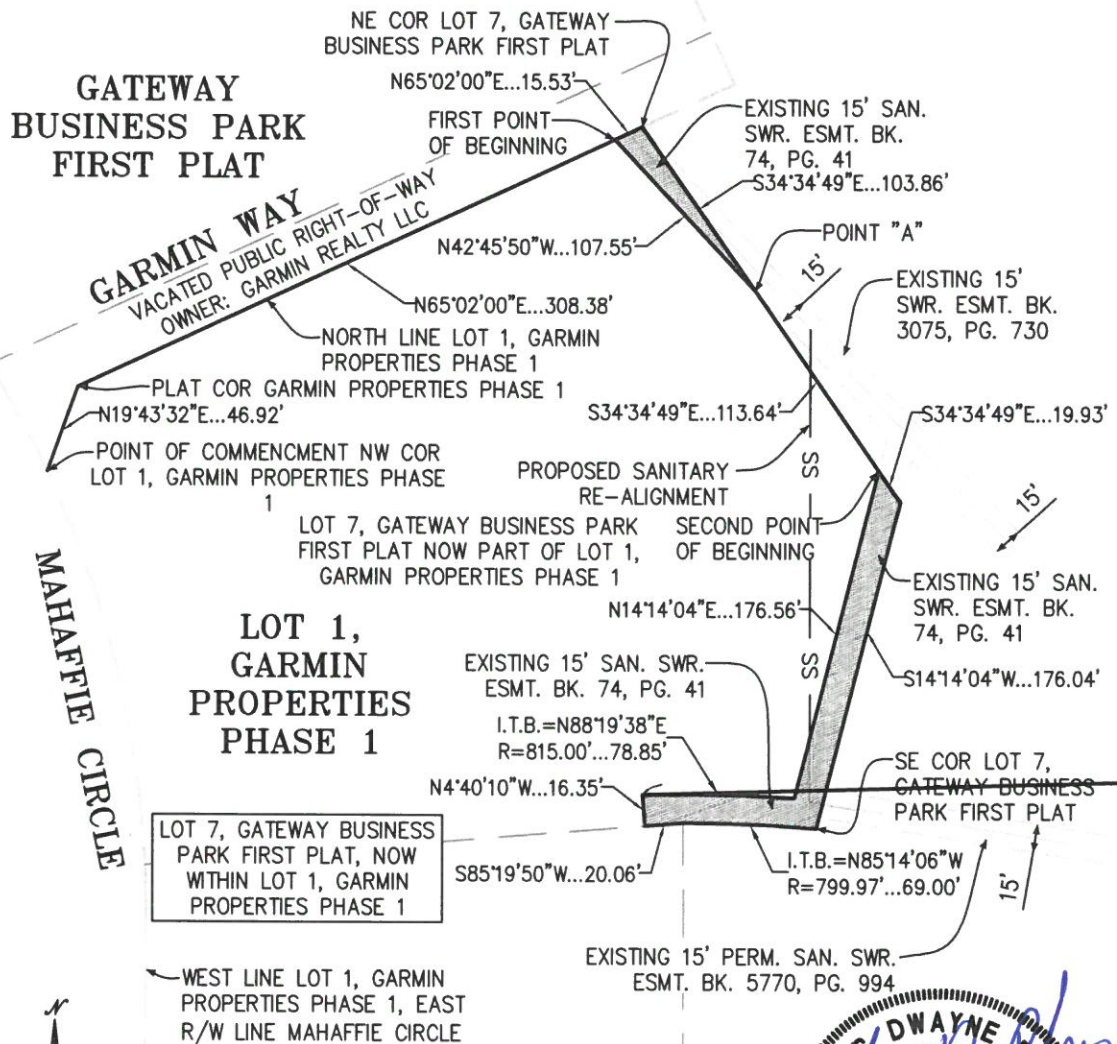 NE COR LOT 7, GATEWAY
BUSINESS PARK FIRST PLAT
GATEWAY
BUSINESS PARK
FIRST PLAT
N65°02'00"E...15.53'
FIRST POINT
OF BEGINNING
EXISTING 15' SAN.
SWR. ESMT. BK.
74, PG. 41
S34°34'49"E...103.86'
GARMIN WAY
VACATED PUBLIC RIGHT-OF-WAY
OWNER: GARMIN REALTY LLC
N42°45'50"W...107.55'
POINT "A"
15'
EXISTING 15'
SWR. ESMT. BK.
3075, PG. 730
N65°02'00"E...308.38'
NORTH LINE LOT 1, GARMIN
PROPERTIES PHASE 1
PLAT COR GARMIN PROPERTIES PHASE 1
N19°43'32"E...46.92'
S34°34'49"E...113.64'
S34°34'49"E...19.93'
POINT OF COMMENCMENT NW COR
LOT 1, GARMIN PROPERTIES PHASE
1
PROPOSED SANITARY
RE-ALIGNMENT
SS
15'
LOT 7, GATEWAY BUSINESS PARK
FIRST PLAT NOW PART OF LOT 1,
GARMIN PROPERTIES PHASE 1
SECOND POINT
OF BEGINNING
MAHAFFIE CIRCLE
EXISTING 15' SAN.
SWR. ESMT. BK.
74, PG. 41
N14°14'04"E...176.56'
LOT 1,
GARMIN
PROPERTIES
PHASE 1
EXISTING 15' SAN. SWR.
ESMT. BK. 74, PG. 41
SS
S14°14'04"W...176.04'
I.T.B.=N88°19'38"E
R=815.00'...78.85'
SE COR LOT 7,
GATEWAY BUSINESS
PARK FIRST PLAT
N4°40'10"W...16.35'
LOT 7, GATEWAY BUSINESS
PARK FIRST PLAT, NOW
WITHIN LOT 1, GARMIN
PROPERTIES PHASE 1
S85°19'50"W...20.06'
I.T.B.=N85°14'06"W
R=799.97'...69.00'
15'
EXISTING 15' PERM. SAN. SWR.
ESMT. BK. 5770, PG. 994
WEST LINE LOT 1, GARMIN
PROPERTIES PHASE 1, EAST
R/W LINE MAHAFFIE CIRCLE
N
DWAYNE